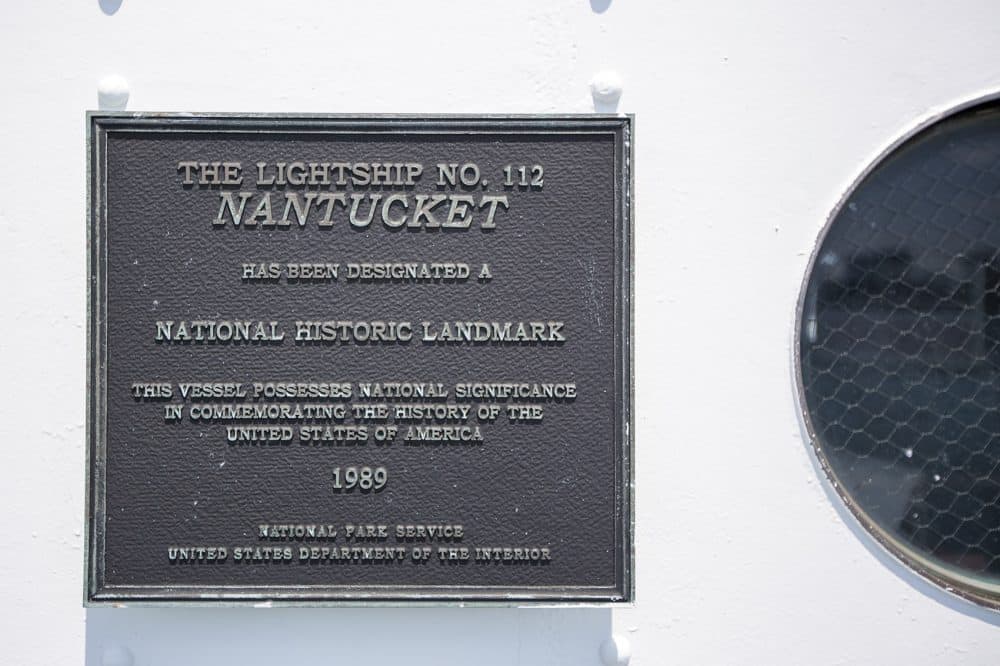 THE LIGHTSHIP NO. 112
NANTUCKET
HAS BEEN DESIGNATED A
NATIONAL HISTORIC LANDMARK
THIS VESSEL POSSESSES NATIONAL SIGNIFICANCE
IN COMMEMORATING THE HISTORY OF THE
UNITED STATES OF AMERICA
1989
NATIONAL PARK SERVICE
UNITED STATES DEPARTMENT OF THE INTERIOR